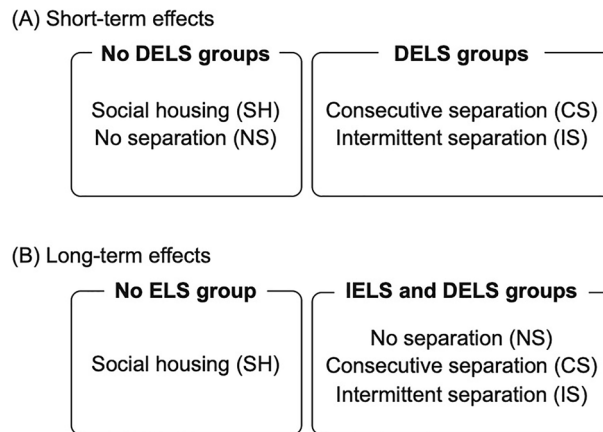 (A) Short-term effects
No DELS groups
Social housing (SH)
No separation (NS)
DELS groups
Consecutive separation (CS)
Intermittent separation (IS)
(B) Long-term effects
No ELS group
Social housing (SH)
IELS and DELS groups
No separation (NS)
Consecutive separation (CS)
Intermittent separation (IS)